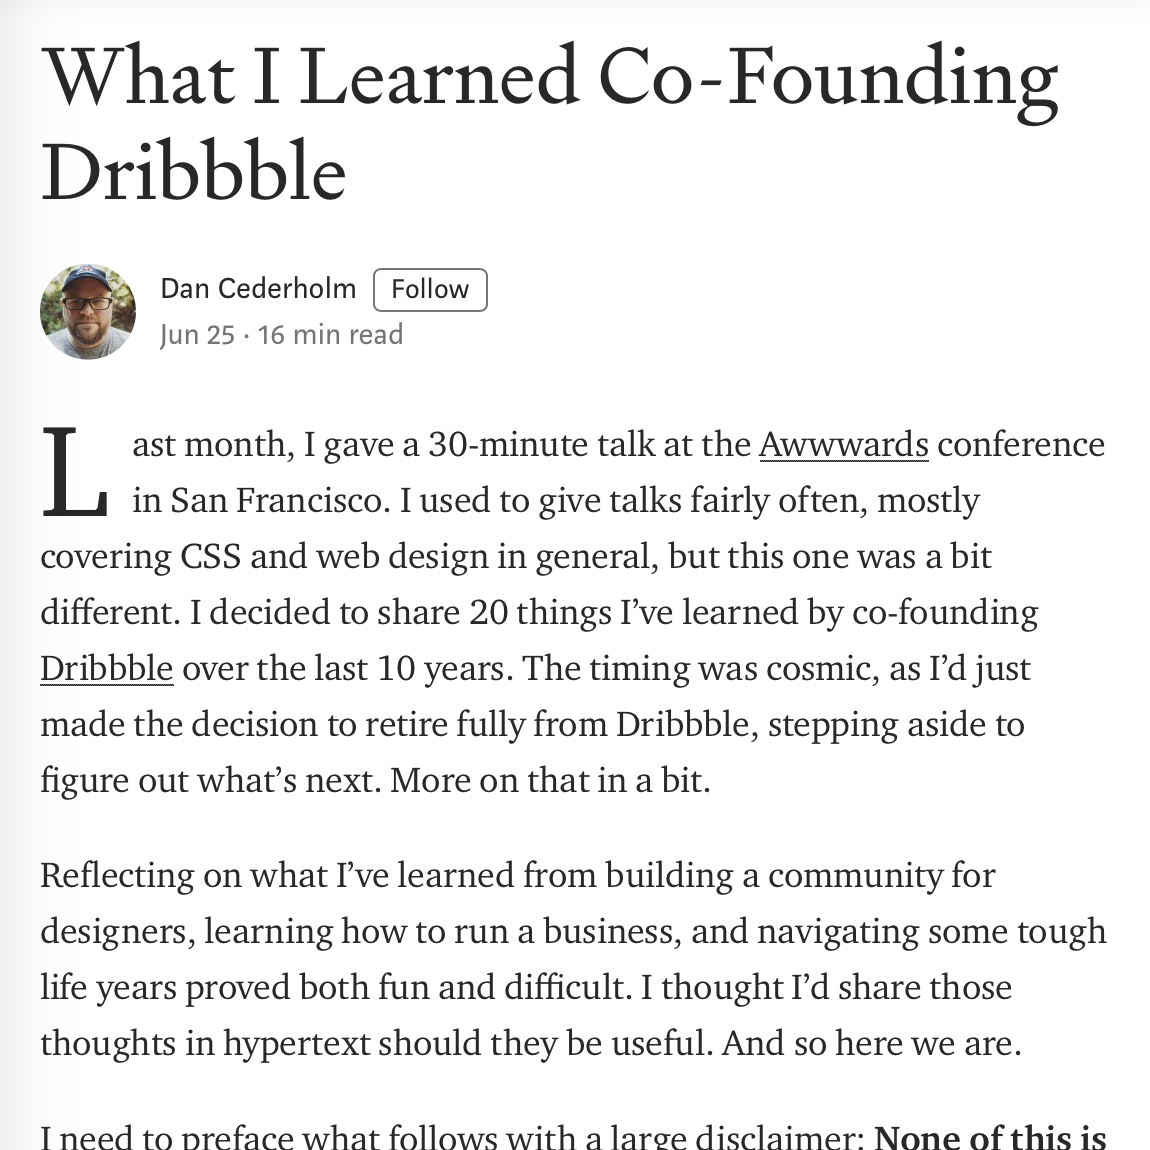 What I Learned Co-Founding
Dribbble
Dan Cederholm Follow
Jun 25 · 16 min read
Last month, I gave a 30-minute talk at the Awwwards conference
in San Francisco. I used to give talks fairly often, mostly
covering CSS and web design in general, but this one was a bit
different. I decided to share 20 things I’ve learned by co-founding
Dribbble over the last 10 years. The timing was cosmic, as I’d just
made the decision to retire fully from Dribbble, stepping aside to
figure out what’s next. More on that in a bit.
Reflecting on what I’ve learned from building a community for
designers, learning how to run a business, and navigating some tough
life years proved both fun and difficult. I thought I’d share those
thoughts in hypertext should they be useful. And so here we are.
I need to preface what follows with a large disclaimer: None of this is